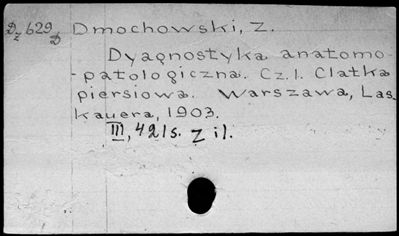 Dz 629 D Dmochowski, Z.
Dyagnostyka anatomo-
-patologiczna. Cz. I. Clatka
piersiowa. Warszawa, Las-
kauera, 1903.
III, 421 s. z il.